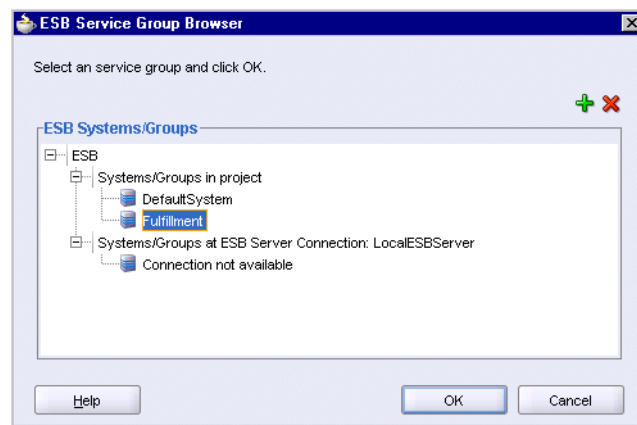 ESB Service Group Browser
Select an service group and click OK.
ESB Systems/Groups
ESB
Systems/Groups in project
DefaultSystem
Fulfillment
Systems/Groups at ESB Server Connection: LocalESBServer
Connection not available
Help OK Cancel